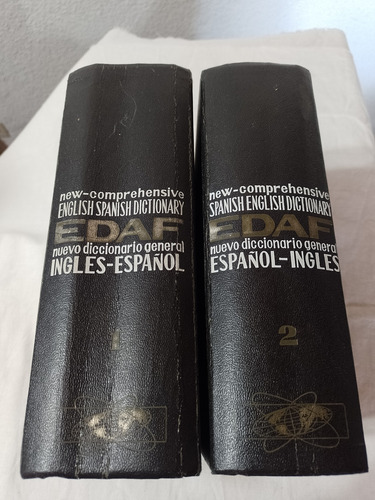 new-comprehensive
ENGLISH SPANISH DICTIONARY
EDAF
nuevo diccionario general
INGLES-ESPAÑOL
1
new-comprehensive
SPANISH ENGLISH DICTIONARY
EDAF
nuevo diccionario general
ESPAÑOL-INGLES
2